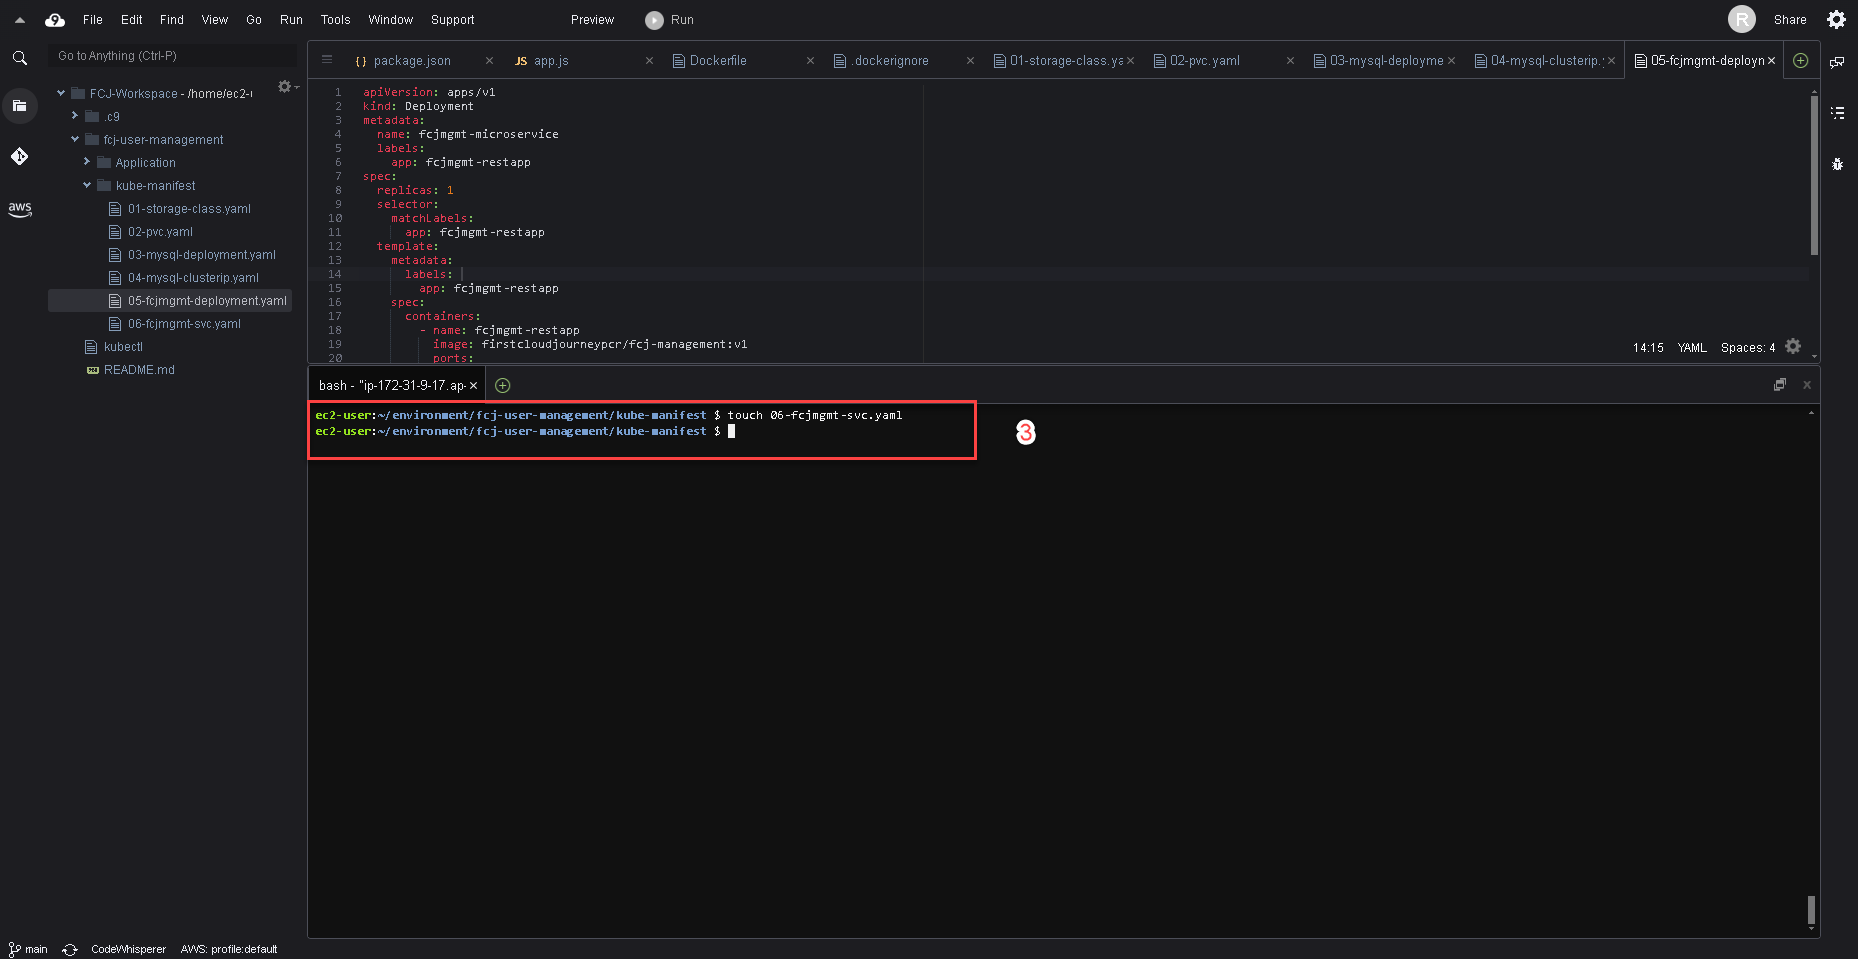 File Edit Find View Go Run Tools Window Support Preview Run R Share
Go to Anything (Ctrl-P)
{ } package.json
JS app.js
Dockerfile
.dockerignore
01-storage-class.ya
02-pvc.yaml
03-mysql-deployme
04-mysql-clusterip.y
05-fcjmgmt-deployn
FCJ-Workspace - /home/ec2-u
.c9
fcj-user-management
Application
kube-manifest
01-storage-class.yaml
02-pvc.yaml
03-mysql-deployment.yaml
04-mysql-clusterip.yaml
05-fcjmgmt-deployment.yaml
06-fcjmgmt-svc.yaml
kubectl
README.md
aws
1 apiVersion: apps/v1
2 kind: Deployment
3 metadata:
4 name: fcjmgmt-microservice
5 labels:
6 app: fcjmgmt-restapp
7 spec:
8 replicas: 1
9 selector:
10 matchLabels:
11 app: fcjmgmt-restapp
12 template:
13 metadata:
14 labels:
15 app: fcjmgmt-restapp
16 spec:
17 containers:
18 - name: fcjmgmt-restapp
19 image: firstcloudjourneypcr/fcj-management:v1
20 ports:
14:15 YAML Spaces: 4
bash - "ip-172-31-9-17.ap-
ec2-user:~/environment/fcj-user-management/kube-manifest $ touch 06-fcjmgmt-svc.yaml
ec2-user:~/environment/fcj-user-management/kube-manifest $
3
main CodeWhisperer AWS: profile:default